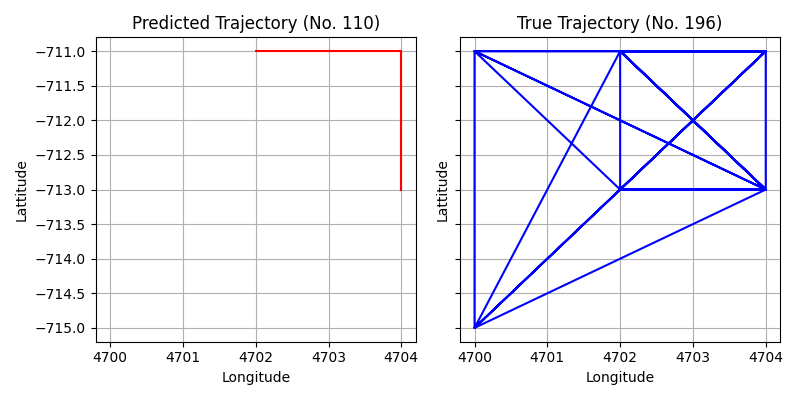 Predicted Trajectory (No. 110)
True Trajectory (No. 196)
Lattitude
−711.0
−711.5
−712.0
−712.5
−713.0
−713.5
−714.0
−714.5
−715.0
4700 4701 4702 4703 4704
Longitude
Lattitude
4700 4701 4702 4703 4704
Longitude